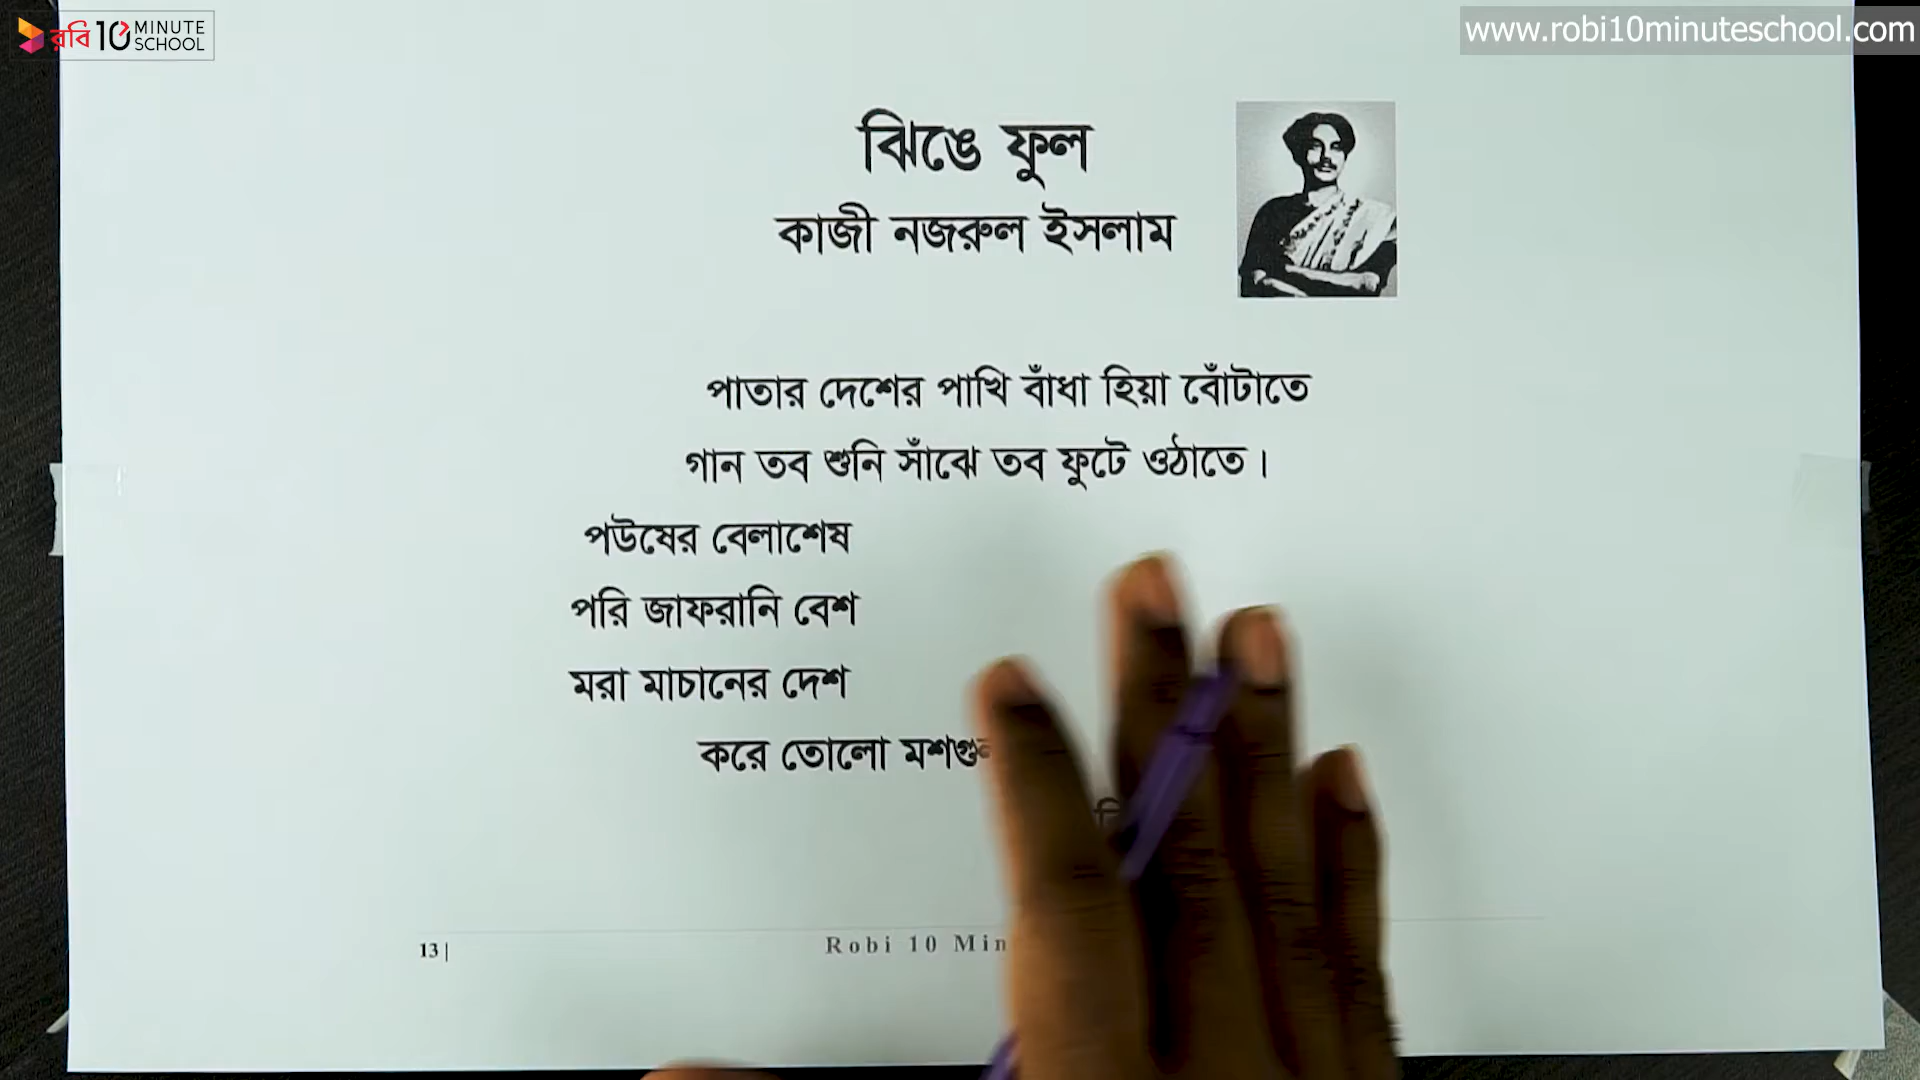 রবি 10 MINUTE SCHOOL
www.robi10minuteschool.com
ঝিঙে ফুল
কাজী নজরুল ইসলাম
পাতার দেশের পাখি বাঁধা হিয়া বোঁটাতে
গান তব শুনি সাঁঝে তব ফুটে ওঠাতে।
পউষের বেলাশেষ
পরি জাফরানি বেশ
মরা মাচানের দেশ
করে তোলো
13|
Robi 10